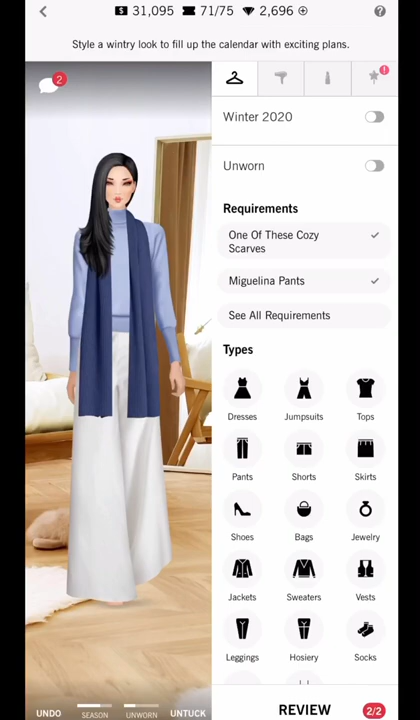 31,095 71/75 2,696
Style a wintry look to fill up the calendar with exciting plans.
2
Winter 2020
Unworn
Requirements
One Of These Cozy
Scarves
Miguelina Pants
See All Requirements
Types
Dresses Jumpsuits Tops
Pants Shorts Skirts
Shoes Bags Jewelry
Jackets Sweaters Vests
Leggings Hosiery Socks
UNDO SEASON UNWORN UNTUCK
REVIEW 2/2